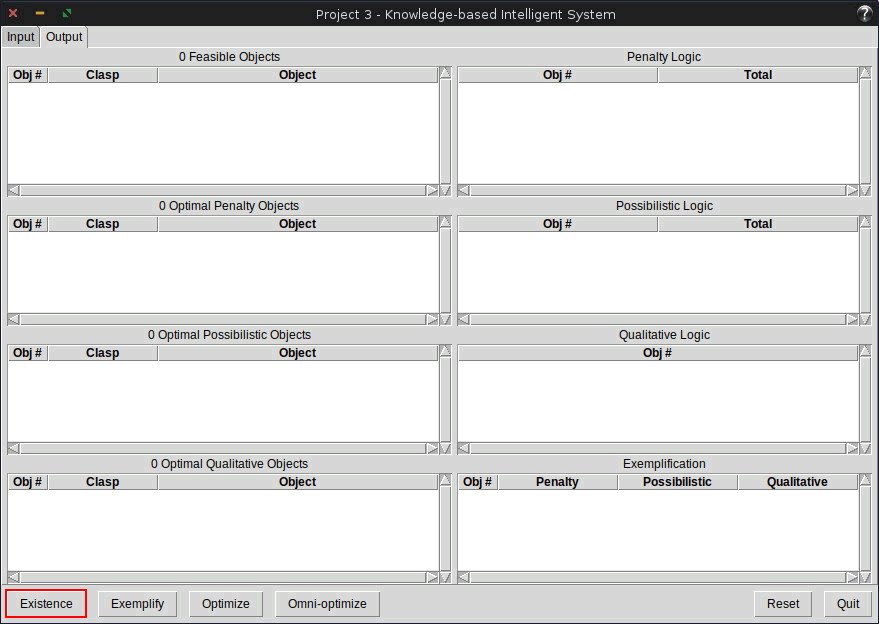 Project 3 - Knowledge-based Intelligent System ?
Input Output
0 Feasible Objects
Obj # Clasp Object
Penalty Logic
Obj # Total
0 Optimal Penalty Objects
Obj # Clasp Object
Possibilistic Logic
Obj # Total
0 Optimal Possibilistic Objects
Obj # Clasp Object
Qualitative Logic
Obj #
0 Optimal Qualitative Objects
Obj # Clasp Object
Exemplification
Obj # Penalty Possibilistic Qualitative
Existence Exemplify Optimize Omni-optimize Reset Quit